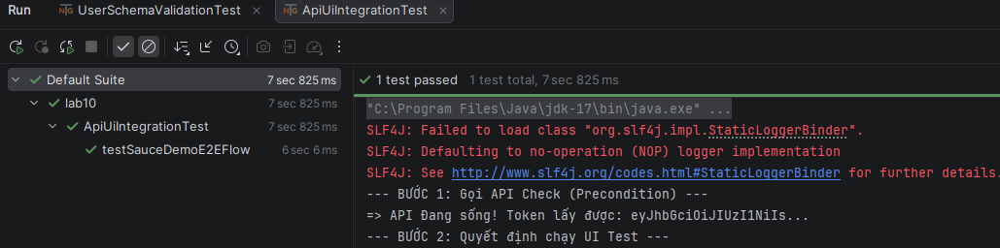 Run
UserSchemaValidationTest
ApiUiIntegrationTest
Default Suite 7 sec 825 ms
lab10 7 sec 825 ms
ApiUiIntegrationTest 7 sec 825 ms
testSauceDemoE2EFlow 6 sec 6 ms
1 test passed 1 test total, 7 sec 825 ms
"C:\Program Files\Java\jdk-17\bin\java.exe" ...
SLF4J: Failed to load class "org.slf4j.impl.StaticLoggerBinder".
SLF4J: Defaulting to no-operation (NOP) logger implementation
SLF4J: See http://www.slf4j.org/codes.html#StaticLoggerBinder for further details.
--- BƯỚC 1: Gọi API Check (Precondition) ---
=> API Đang sống! Token lấy được: eyJhbGciOiJIUzI1NiIs...
--- BƯỚC 2: Quyết định chạy UI Test ---